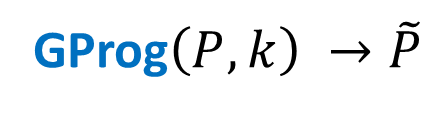 GProg(P, k) → P̃